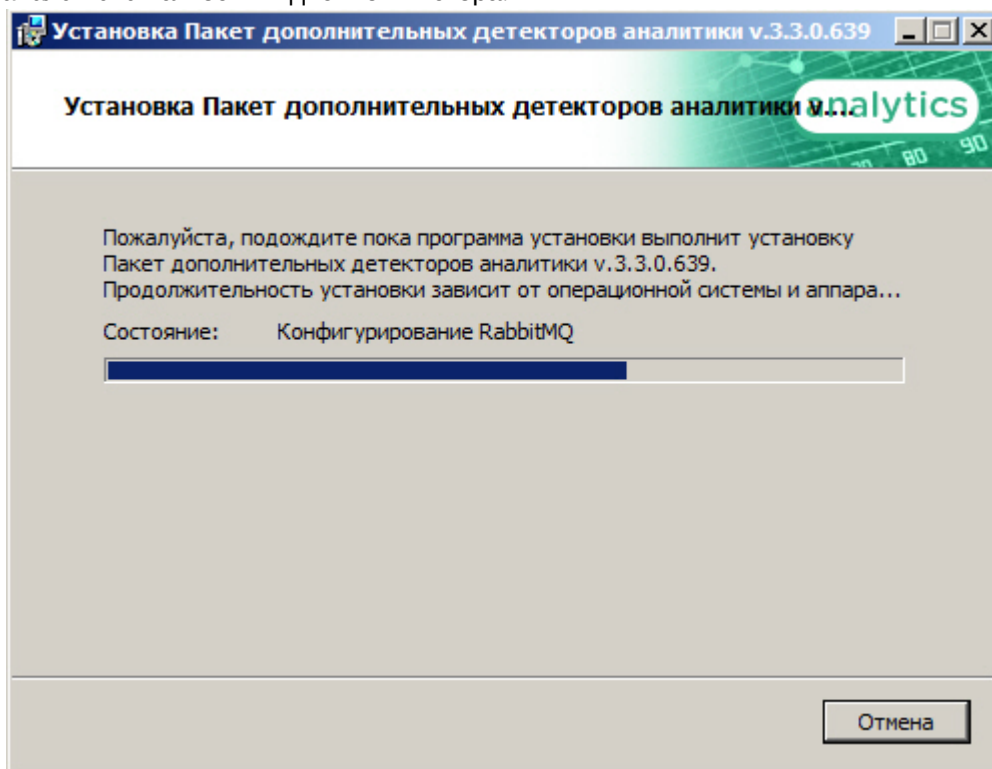 Установка Пакет дополнительных детекторов аналитики v.3.3.0.639
Установка Пакет дополнительных детекторов аналитики v....
analytics
80 90
Пожалуйста, подождите пока программа установки выполнит установку
Пакет дополнительных детекторов аналитики v.3.3.0.639.
Продолжительность установки зависит от операционной системы и аппара...
Состояние: Конфигурирование RabbitMQ
Отмена